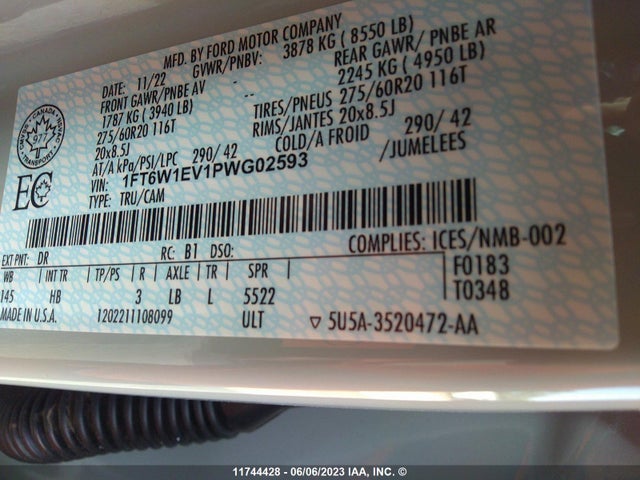 MFD. BY FORD MOTOR COMPANY
DATE: 11/22 GVWR/PNBV: 3878 KG ( 8550 LB)
FRONT GAWR/PNBE AV -- REAR GAWR/ PNBE AR
1787 KG ( 3940 LB) -- 2245 KG ( 4950 LB)
275/60R20 116T TIRES/PNEUS 275/60R20 116T
20x8.5J RIMS/JANTES 20x8.5J
AT/A kPa/PSI/LPC 290/ 42 COLD/A FROID 290/ 42
VIN: 1FT6W1EV1PWG02593 /JUMELEES
TYPE: TRU/CAM
CANADA
977
TRANSPORT
EC
EXT PNT: DR RC: B1 DSO: COMPLIES: ICES/NMB-002
WB INT TR TP/PS R AXLE TR SPR F0183
145 HB 3 LB L 5522 T0348
MADE IN U.S.A. 1202211108099 ULT ▽ 5U5A-3520472-AA
11744428 - 06/06/2023 IAA, INC. ©